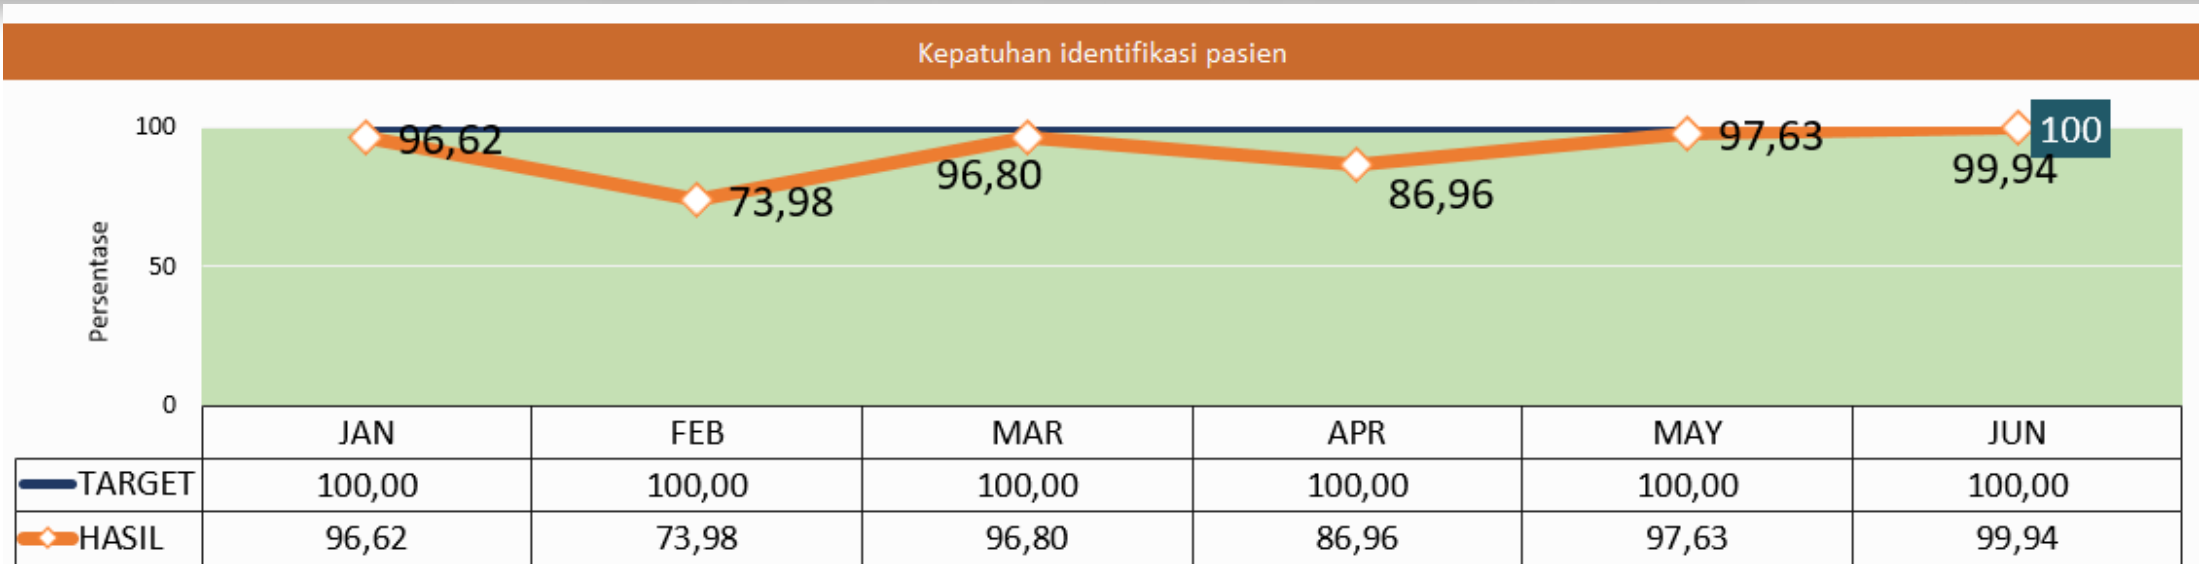 Kepatuhan identifikasi pasien
100
50
0
Persentase
96,62
73,98
96,80
86,96
97,63
99,94
100
JAN FEB MAR APR MAY JUN
TARGET 100,00 100,00 100,00 100,00 100,00 100,00
HASIL 96,62 73,98 96,80 86,96 97,63 99,94